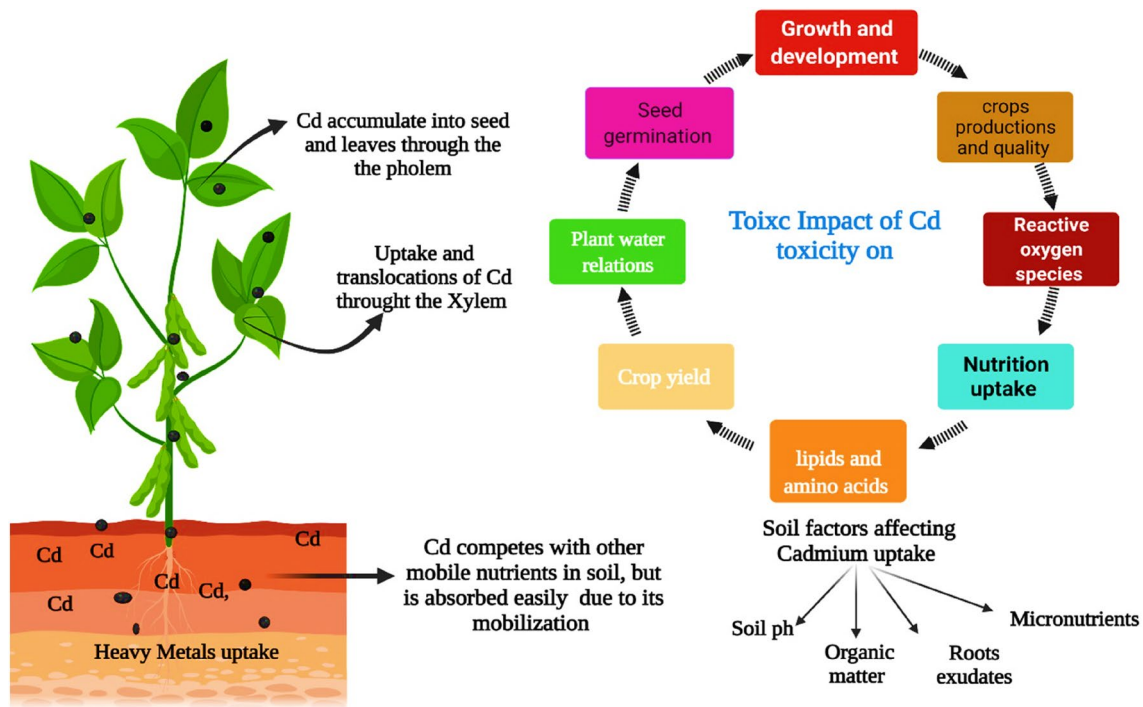 Cd accumulate into seed
and leaves through the
the pholem
Uptake and
translocations of Cd
throught the Xylem
Cd
Cd
Cd
Cd
Cd,
Cd
Heavy Metals uptake
Cd competes with other
mobile nutrients in soil, but
is absorbed easily due to its
mobilization
Growth and
development
crops
productions
and quality
Reactive
oxygen
species
Nutrition
uptake
lipids and
amino acids
Crop yield
Plant water
relations
Seed
germination
Toixc Impact of Cd
toxicity on
Soil factors affecting
Cadmium uptake
Soil ph
Organic
matter
Roots
exudates
Micronutrients